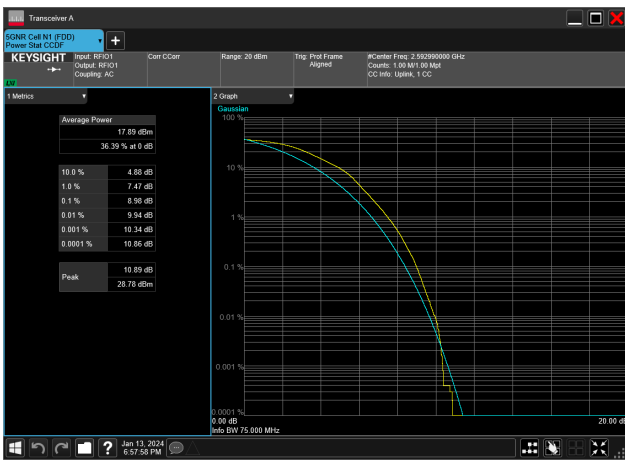 Transceiver A
5GNR Cell N1 (FDD)
Power Stat CCDF
KEYSIGHT
Input: RFIO1
Output: RFIO1
Coupling: AC
Corr CCorr
Range: 20 dBm
Trig: Prot Frame
Aligned
#Center Freq: 2.592990000 GHz
Counts: 1.00 M/1.00 Mpt
CC Info: Uplink, 1 CC
LV
1 Metrics
Average Power
17.89 dBm
36.39 % at 0 dB
10.0 % 4.88 dB
1.0 % 7.47 dB
0.1 % 8.98 dB
0.01 % 9.94 dB
0.001 % 10.34 dB
0.0001 % 10.86 dB
Peak
10.89 dB
28.78 dBm
2 Graph
Gaussian
100 %
10 %
1 %
0.1 %
0.01 %
0.001 %
0.0001 %
0.00 dB
20.00 dB
Info BW 75.000 MHz
Jan 13, 2024
6:57:58 PM